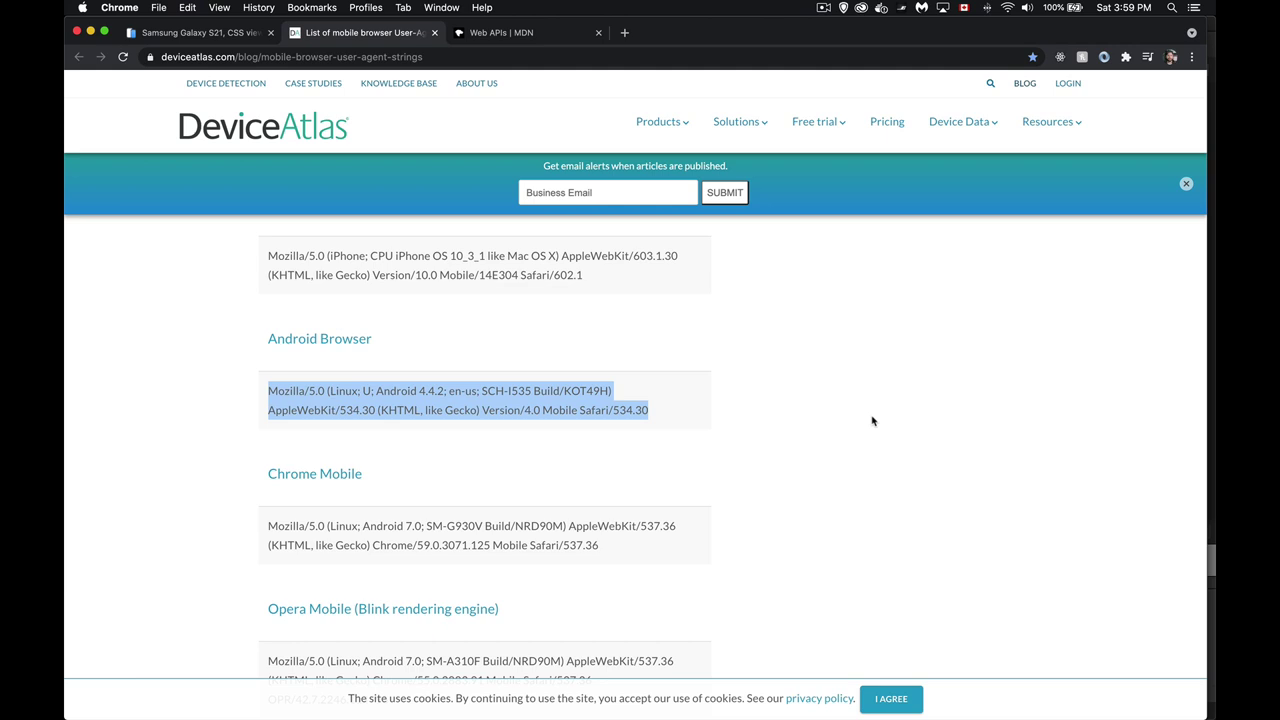 Chrome File Edit View History Bookmarks Profiles Tab Window Help 100% Sat 3:59 PM
Samsung Galaxy S21, CSS view List of mobile browser User-Ag Web APIs | MDN
deviceatlas.com/blog/mobile-browser-user-agent-strings
DEVICE DETECTION CASE STUDIES KNOWLEDGE BASE ABOUT US BLOG LOGIN
DeviceAtlas Products Solutions Free trial Pricing Device Data Resources
Get email alerts when articles are published.
Business Email SUBMIT
Mozilla/5.0 (iPhone; CPU iPhone OS 10_3_1 like Mac OS X) AppleWebKit/603.1.30
(KHTML, like Gecko) Version/10.0 Mobile/14E304 Safari/602.1
Android Browser
Mozilla/5.0 (Linux; U; Android 4.4.2; en-us; SCH-I535 Build/KOT49H)
AppleWebKit/534.30 (KHTML, like Gecko) Version/4.0 Mobile Safari/534.30
Chrome Mobile
Mozilla/5.0 (Linux; Android 7.0; SM-G930V Build/NRD90M) AppleWebKit/537.36
(KHTML, like Gecko) Chrome/59.0.3071.125 Mobile Safari/537.36
Opera Mobile (Blink rendering engine)
Mozilla/5.0 (Linux; Android 7.0; SM-A310F Build/NRD90M) AppleWebKit/537.36
The site uses cookies. By continuing to use the site, you accept our use of cookies. See our privacy policy. I AGREE